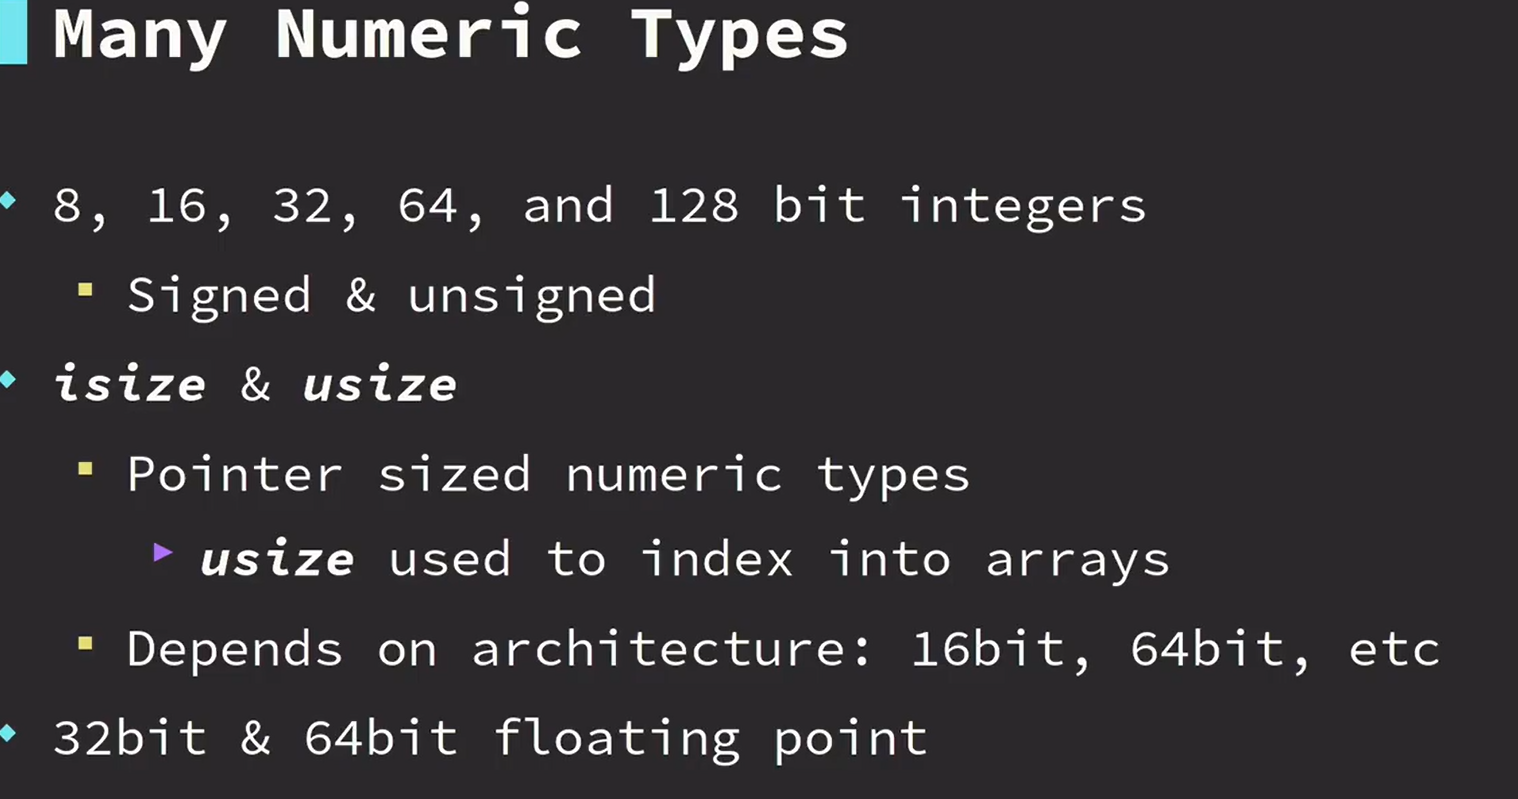 Many Numeric Types
8, 16, 32, 64, and 128 bit integers
Signed & unsigned
isize & usize
Pointer sized numeric types
usize used to index into arrays
Depends on architecture: 16bit, 64bit, etc
32bit & 64bit floating point